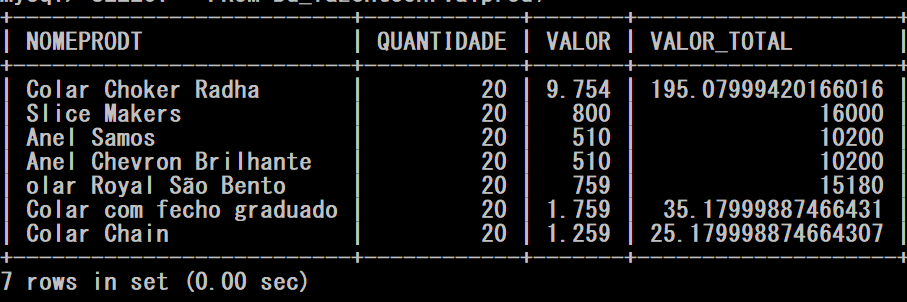 | NOMEPRODT | QUANTIDADE | VALOR | VALOR_TOTAL |
| Colar Choker Radha | 20 | 9.754 | 195.07999420166016 |
| Slice Makers | 20 | 800 | 16000 |
| Anel Samos | 20 | 510 | 10200 |
| Anel Chevron Brilhante | 20 | 510 | 10200 |
| olar Royal São Bento | 20 | 759 | 15180 |
| Colar com fecho graduado | 20 | 1.759 | 35.17999887466431 |
| Colar Chain | 20 | 1.259 | 25.179998874664307 |
7 rows in set (0.00 sec)